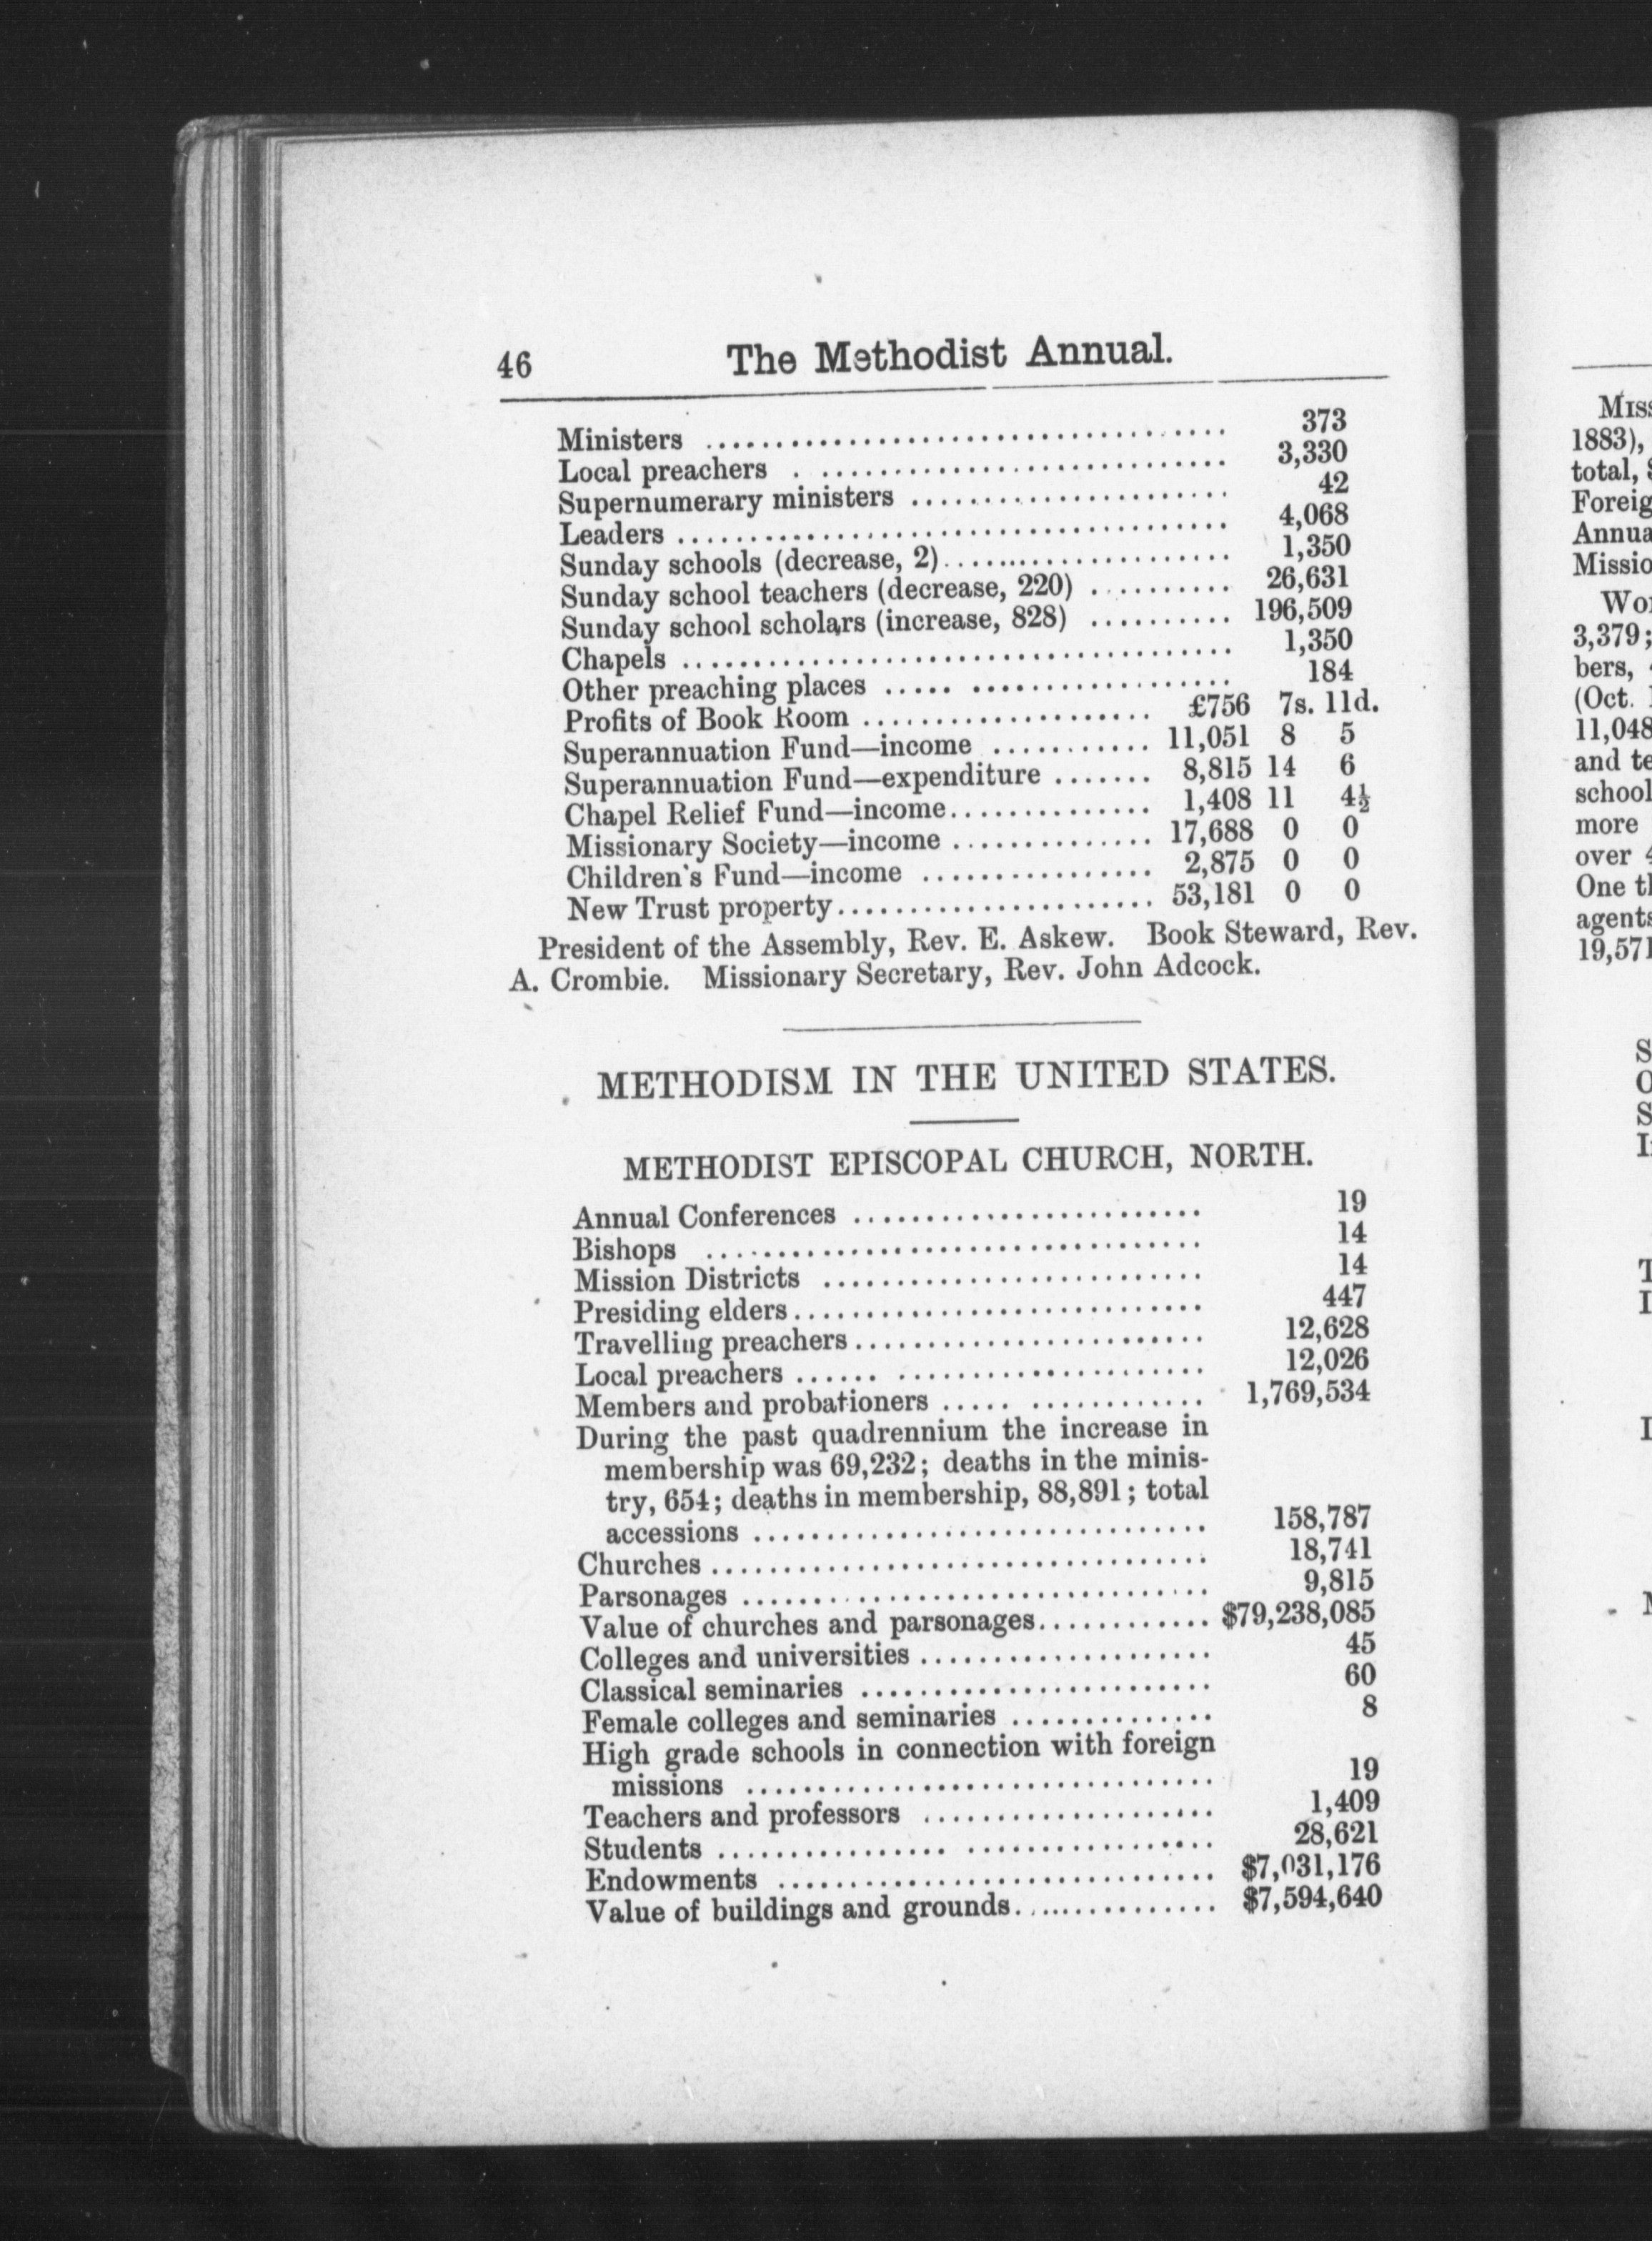 46 The Methodist Annual.
Ministers .................................... 373
Local preachers . ............................. 3,330
Supernumerary ministers ...................... 42
Leaders ...................................... 4,068
Sunday schools (decrease, 2).................... 1,350
Sunday school teachers (decrease, 220) .......... 26,631
Sunday school scholars (increase, 828) .......... 196,509
Chapels ....................................... 1,350
Other preaching places ..... .................. 184
Profits of Book Room .................... £756 7s. 11d.
Superannuation Fund—income ........... 11,051 8 5
Superannuation Fund—expenditure ....... 8,815 14 6
Chapel Relief Fund—income.............. 1,408 11 4½
Missionary Society—income .............. 17,688 0 0
Children's Fund—income ................ 2,875 0 0
New Trust property...................... 53,181 0 0
President of the Assembly, Rev. E. Askew. Book Steward, Rev.
A. Crombie. Missionary Secretary, Rev. John Adcock.
METHODISM IN THE UNITED STATES.
METHODIST EPISCOPAL CHURCH, NORTH.
Annual Conferences ........................ 19
Bishops .................................. 14
Mission Districts .......................... 14
Presiding elders............................. 447
Travelling preachers........................ 12,628
Local preachers ...... ..................... 12,026
Members and probationers ..... ............ 1,769,534
During the past quadrennium the increase in
membership was 69,232; deaths in the minis-
try, 654; deaths in membership, 88,891; total
accessions ............................... 158,787
Churches .................................. 18,741
Parsonages ................................ 9,815
Value of churches and parsonages............ $79,238,085
Colleges and universities .................... 45
Classical seminaries ........................ 60
Female colleges and seminaries .............. 8
High grade schools in connection with foreign
missions ................................ 19
Teachers and professors .................... 1,409
Students ................ ................. 28,621
Endowments .............................. $7,031,176
Value of buildings and grounds.............. $7,594,640
1883),
total,
3,379;
bers,
(Oct.
11,048
more
over 4